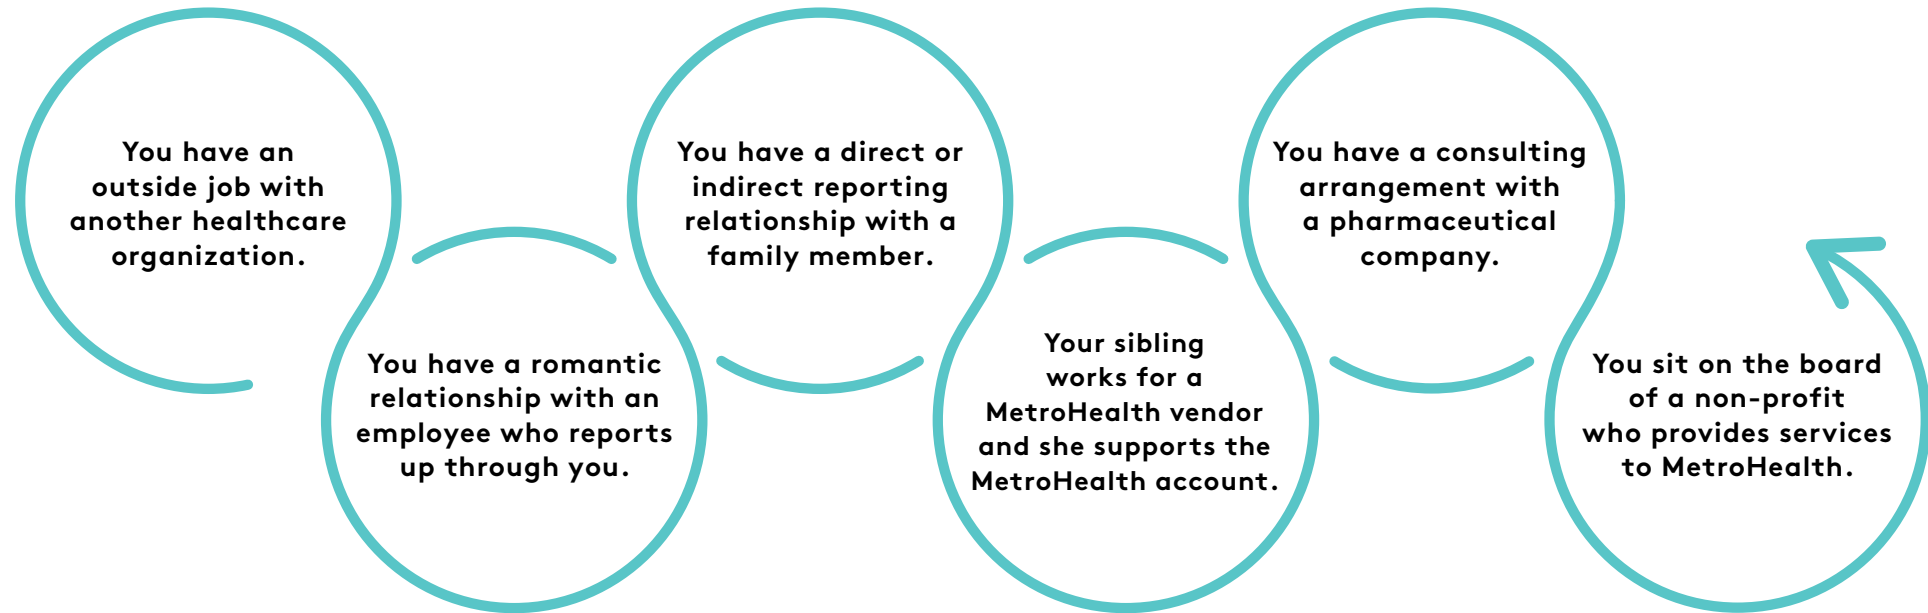 You have an
outside job with
another healthcare
organization.
You have a romantic
relationship with an
employee who reports
up through you.
You have a direct or
indirect reporting
relationship with a
family member.
Your sibling
works for a
MetroHealth vendor
and she supports the
MetroHealth account.
You have a consulting
arrangement with
a pharmaceutical
company.
You sit on the board
of a non-profit
who provides services
to MetroHealth.